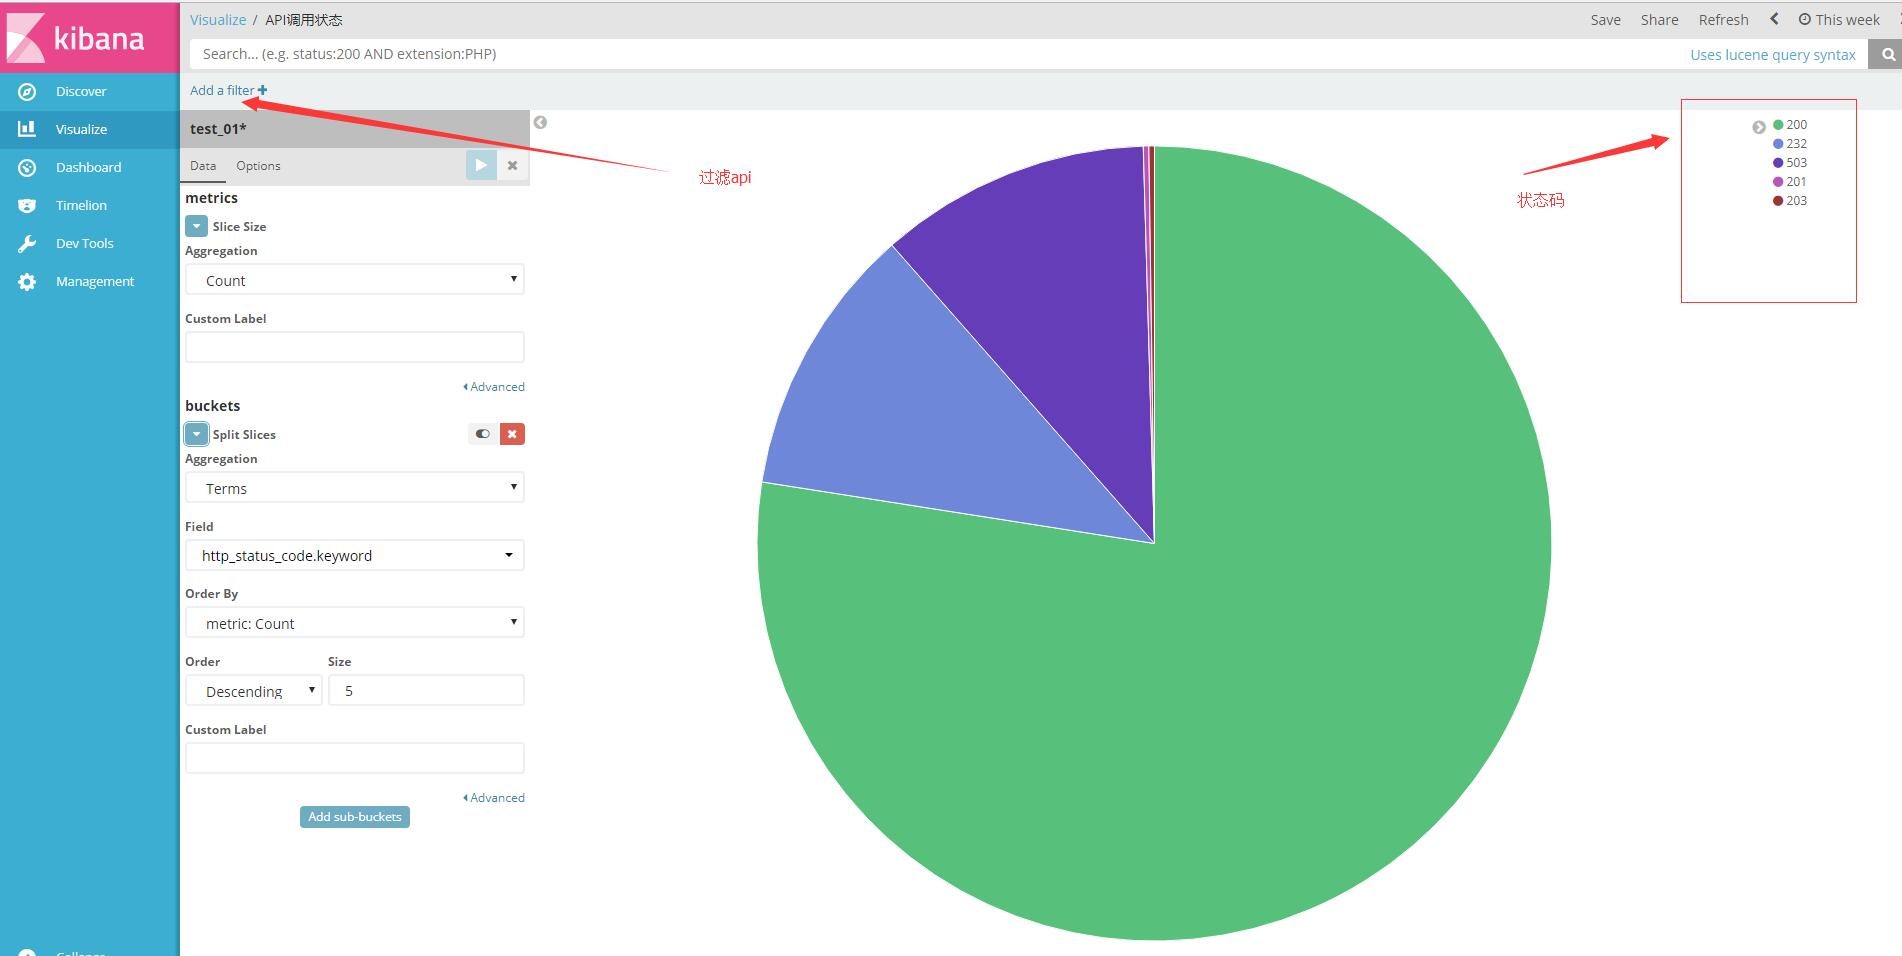 kibana
Visualize / API调用状态
Save Share Refresh This week
Search... (e.g. status:200 AND extension:PHP)
Uses lucene query syntax
Add a filter
Discover
Visualize
Dashboard
Timelion
Dev Tools
Management
test_01*
Data Options
metrics
Slice Size
Aggregation
Count
Custom Label
Advanced
buckets
Split Slices
Aggregation
Terms
Field
http_status_code.keyword
Order By
metric: Count
Order Size
Descending 5
Custom Label
Advanced
Add sub-buckets
过滤api
状态码
200
232
503
201
203